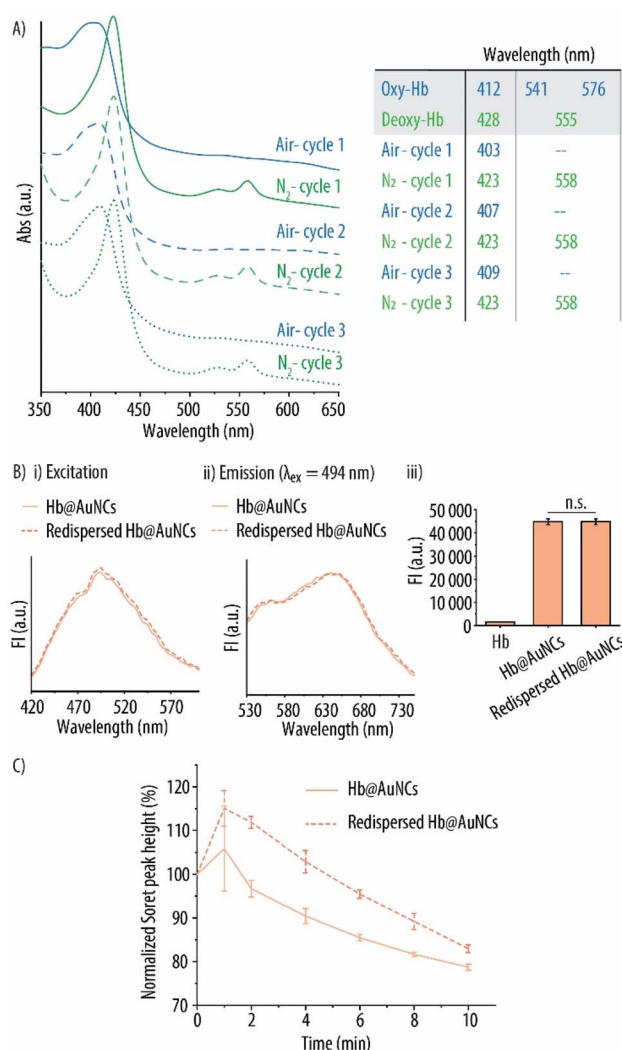 A)
Abs (a.u.)
Air- cycle 1
N2- cycle 1
Air- cycle 2
N2- cycle 2
Air- cycle 3
N2- cycle 3
350 400 450 500 550 600 650
Wavelength (nm)
Wavelength (nm)
Oxy-Hb 412 541 576
Deoxy-Hb 428 555
Air- cycle 1 403 --
N2 - cycle 1 423 558
Air- cycle 2 407 --
N2 - cycle 2 423 558
Air- cycle 3 409 --
N2 - cycle 3 423 558
B) i) Excitation
Hb@AuNCs
Redispersed Hb@AuNCs
FI (a.u.)
420 470 520 570
Wavelength (nm)
ii) Emission (λex = 494 nm)
Hb@AuNCs
Redispersed Hb@AuNCs
FI (a.u.)
530 580 630 680 740
Wavelength (nm)
iii)
n.s.
FI (a.u.)
50 000
45 000
40 000
30 000
20 000
10 000
0
Hb
Hb@AuNCs
Redispersed Hb@AuNCs
C)
Hb@AuNCs
Redispersed Hb@AuNCs
Normalized Soret peak height (%)
120
110
100
90
80
70
0 2 4 6 8 10
Time (min)